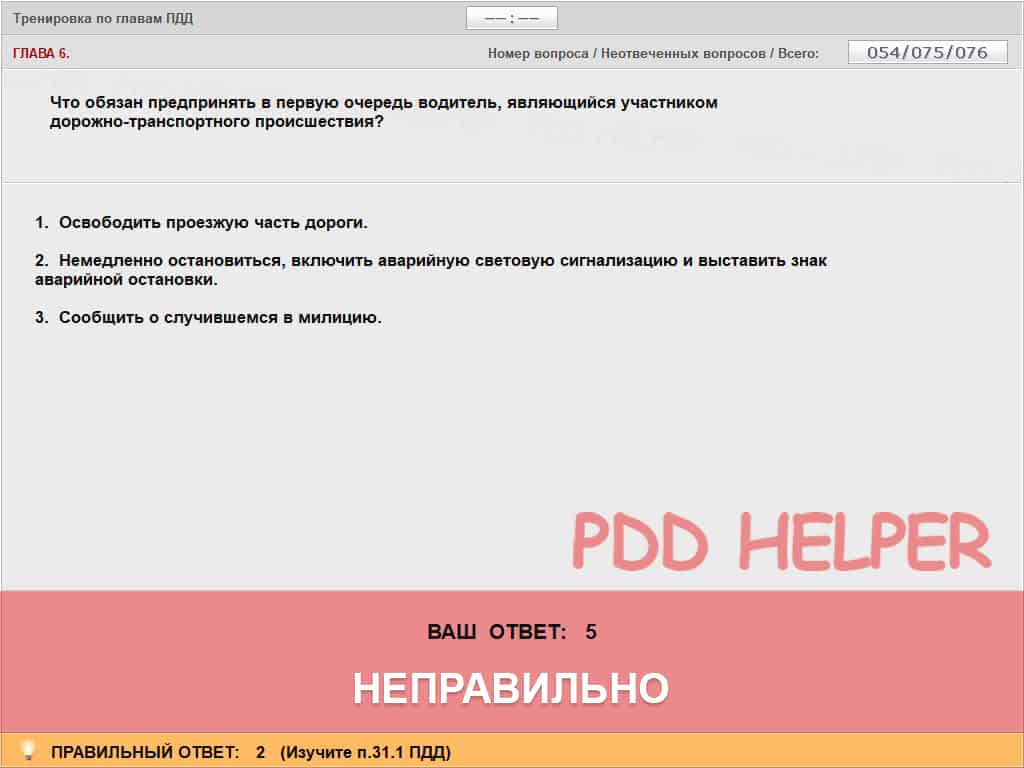 Тренировка по главам ПДД
—— : ——
ГЛАВА 6.
Номер вопроса / Неотвеченных вопросов / Всего:
054/075/076
Что обязан предпринять в первую очередь водитель, являющийся участником
дорожно-транспортного происшествия?
1. Освободить проезжую часть дороги.
2. Немедленно остановиться, включить аварийную световую сигнализацию и выставить знак
аварийной остановки.
3. Сообщить о случившемся в милицию.
PDD HELPER
ВАШ ОТВЕТ: 5
НЕПРАВИЛЬНО
ПРАВИЛЬНЫЙ ОТВЕТ: 2 (Изучите п.31.1 ПДД)